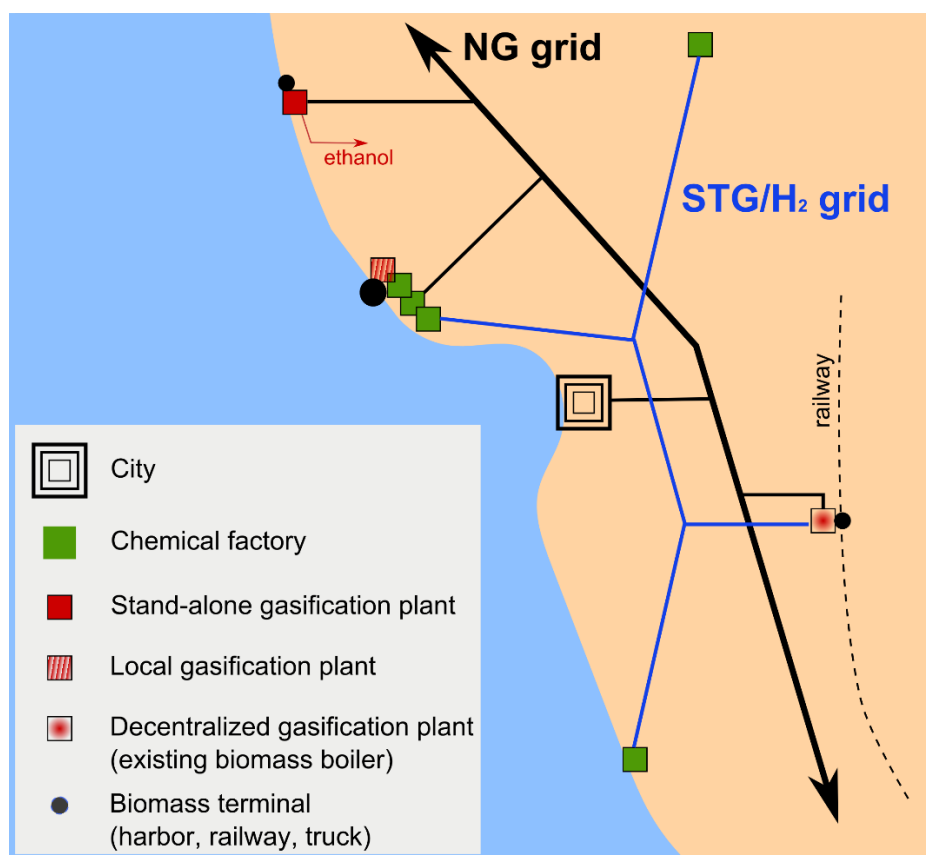 NG grid
ethanol
STG/H₂ grid
railway
City
Chemical factory
Stand-alone gasification plant
Local gasification plant
Decentralized gasification plant
(existing biomass boiler)
Biomass terminal
(harbor, railway, truck)